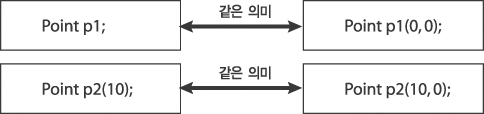 같은 의미
Point p1;
Point p1(0, 0);
같은 의미
Point p2(10);
Point p2(10, 0);